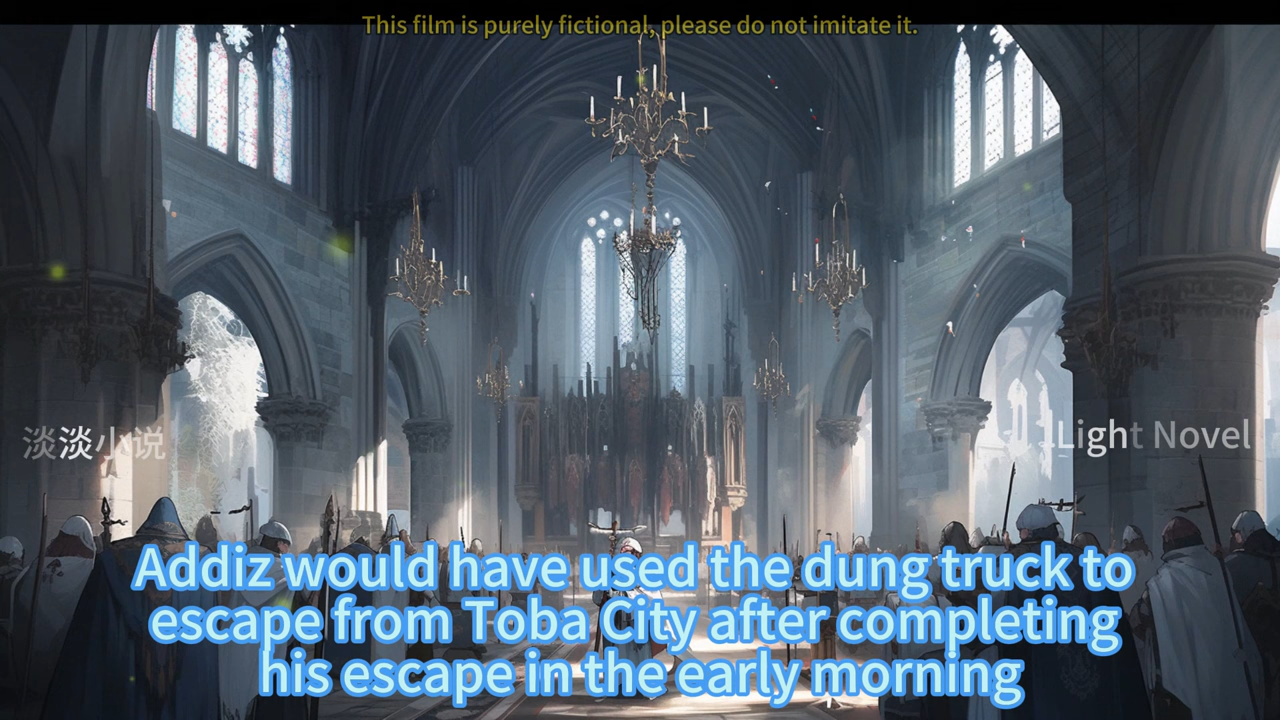 This film is purely fictional, please do not imitate it.
淡淡小说
Light Novel
Addiz would have used the dung truck to
escape from Toba City after completing
his escape in the early morning